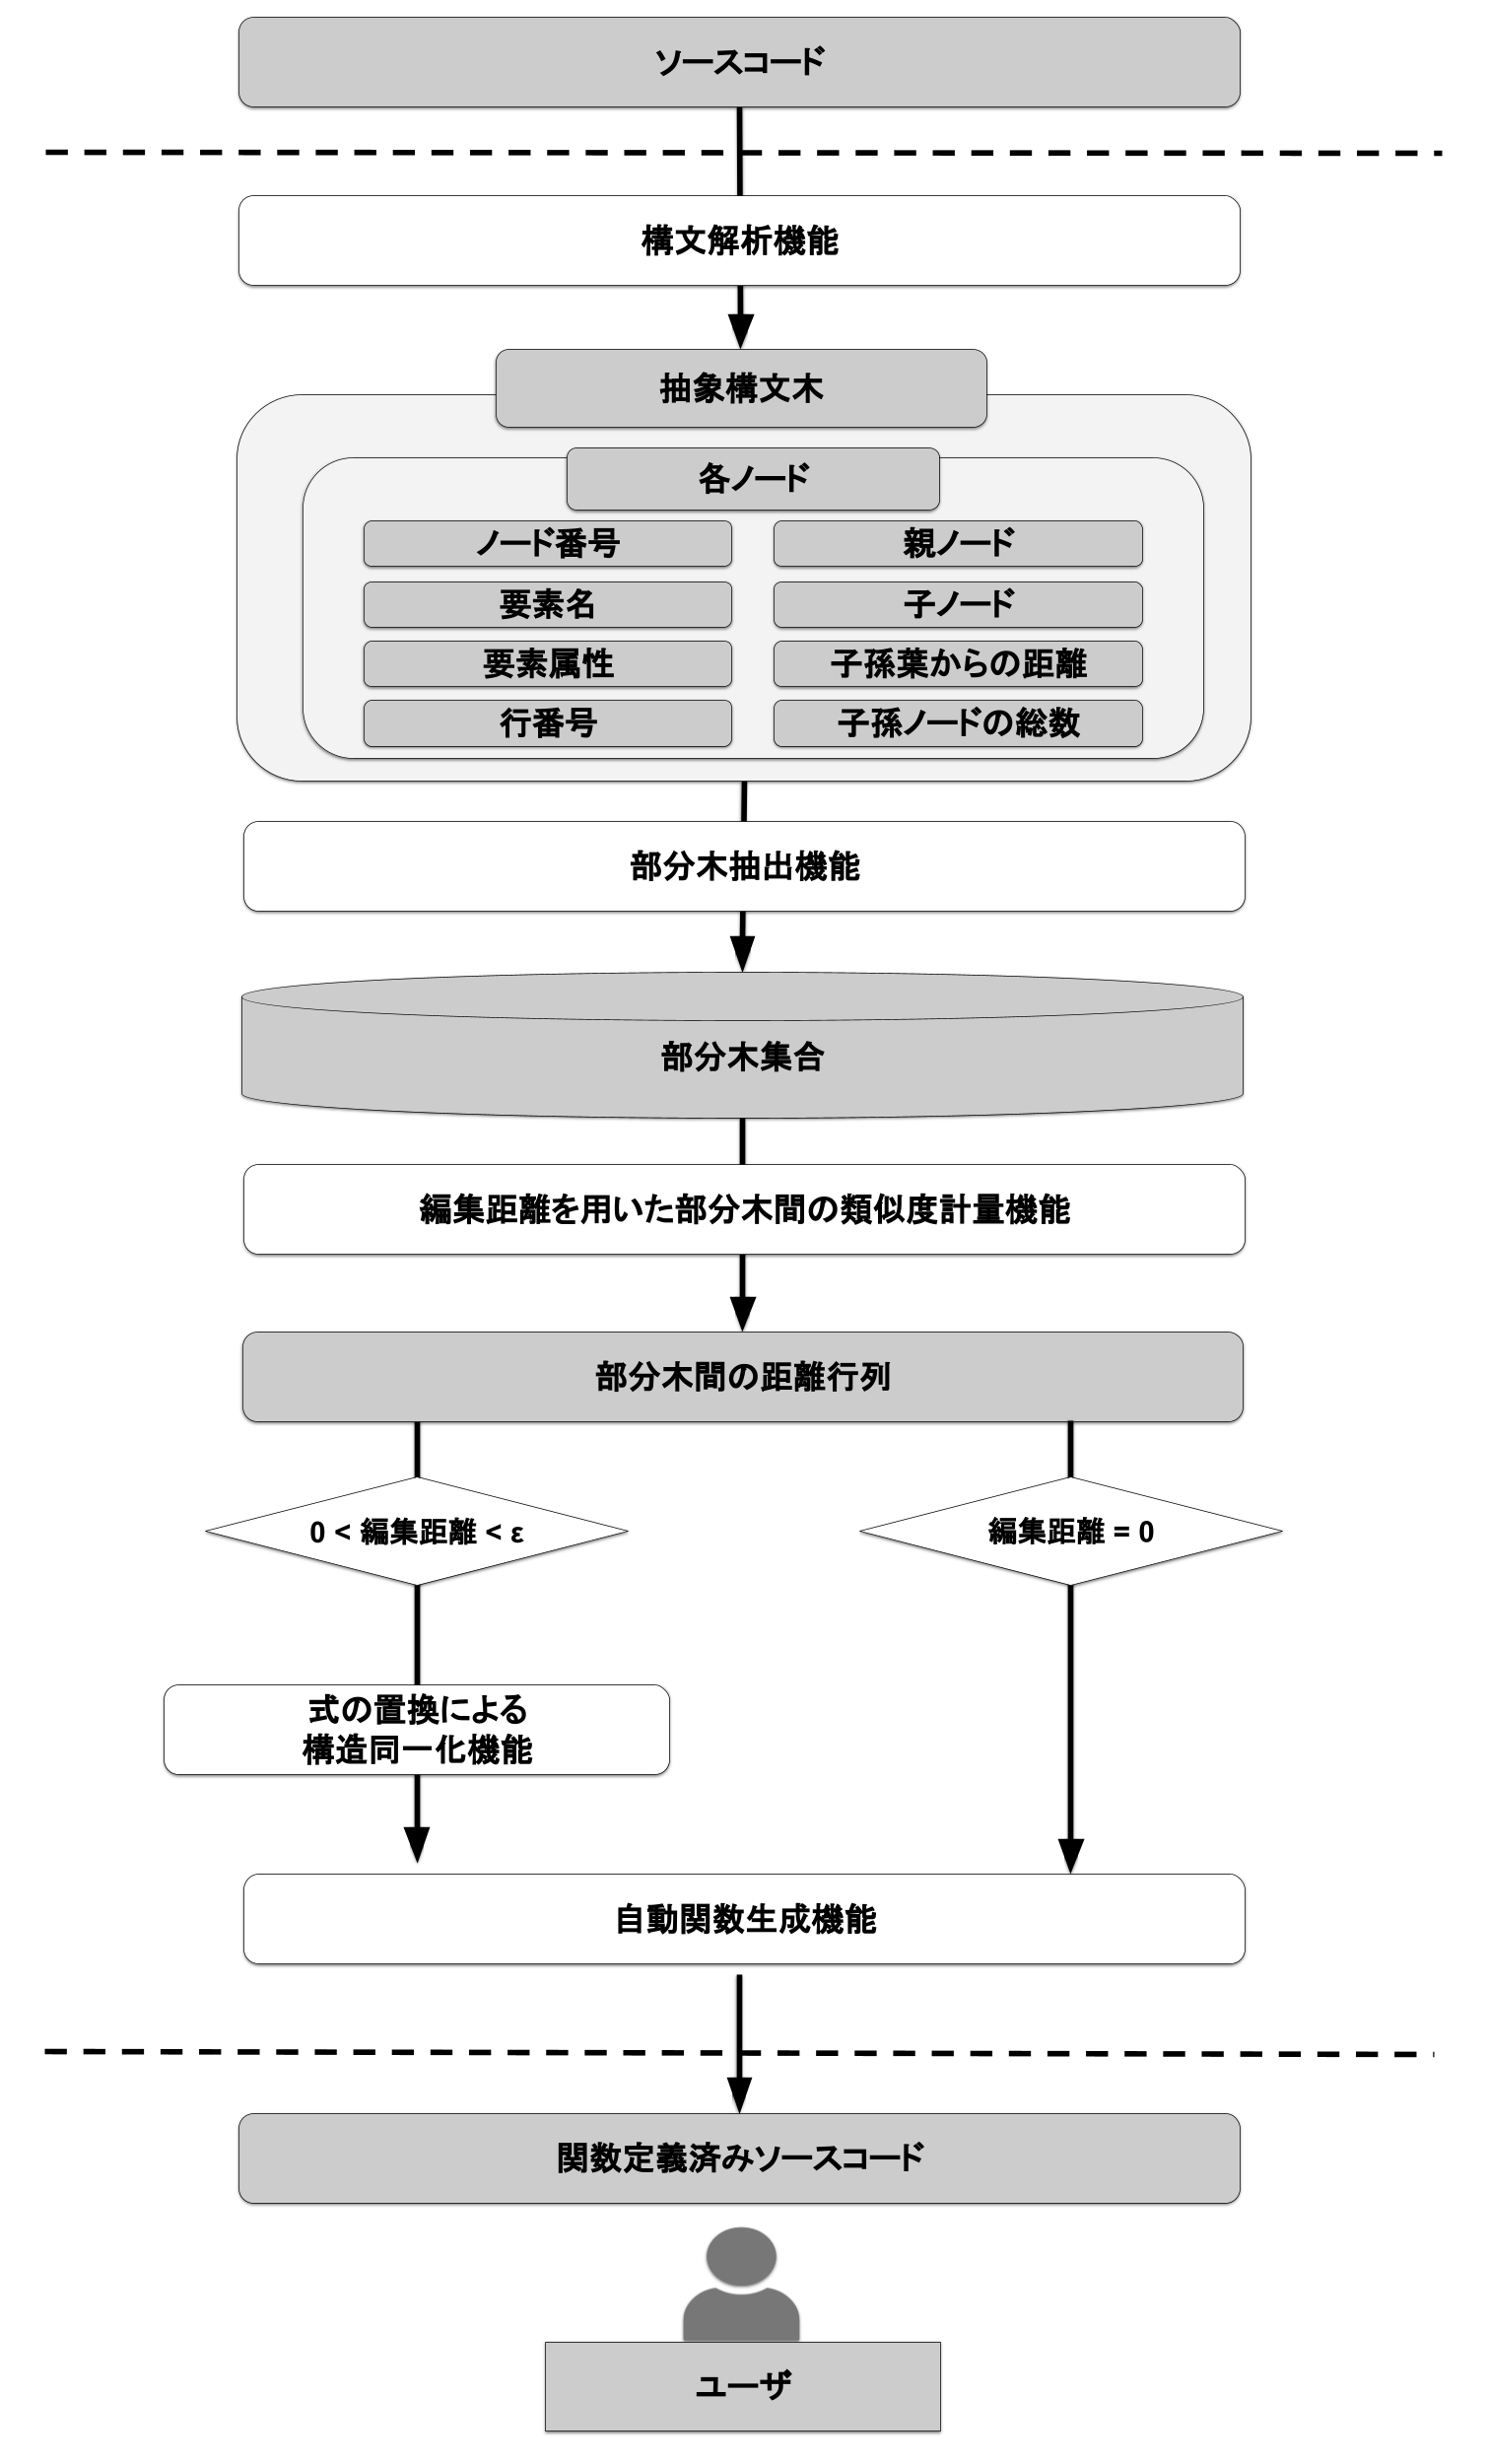 ソースコード
構文解析機能
抽象構文木
各ノード
ノード番号
親ノード
要素名
子ノード
要素属性
子孫葉からの距離
行番号
子孫ノードの総数
部分木抽出機能
部分木集合
編集距離を用いた部分木間の類似度計量機能
部分木間の距離行列
0 < 編集距離 < ε
編集距離 = 0
式の置換による
構造同一化機能
自動関数生成機能
関数定義済みソースコード
ユーザ